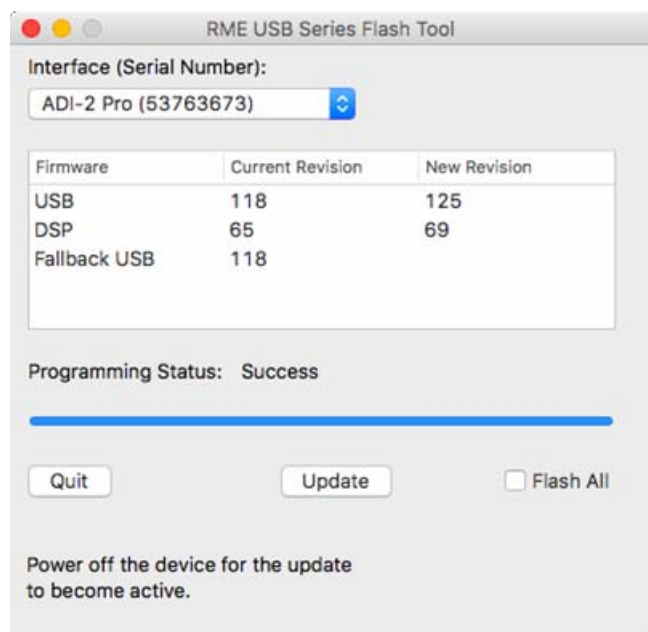 RME USB Series Flash Tool
Interface (Serial Number):
ADI-2 Pro (53763673)
Firmware Current Revision New Revision
USB 118 125
DSP 65 69
Fallback USB 118
Programming Status: Success
Quit Update Flash All
Power off the device for the update
to become active.